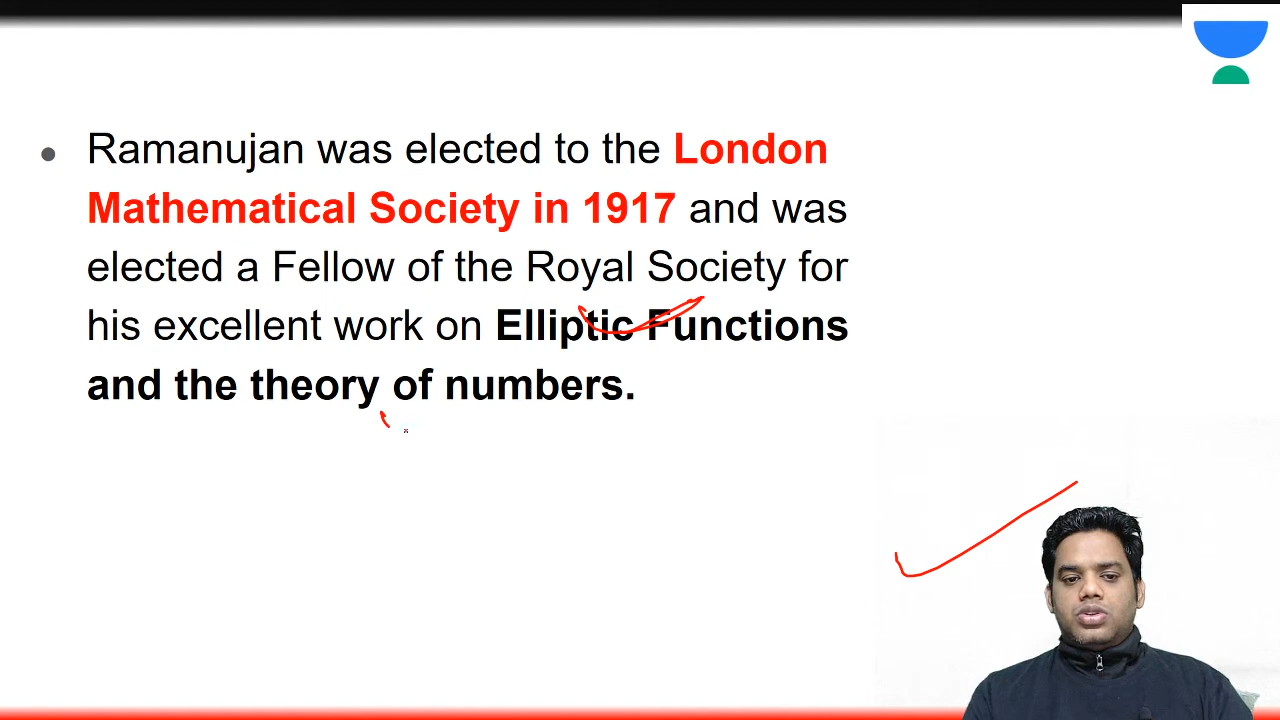 Ramanujan was elected to the London
Mathematical Society in 1917 and was
elected a Fellow of the Royal Society for
his excellent work on Elliptic Functions
and the theory of numbers.